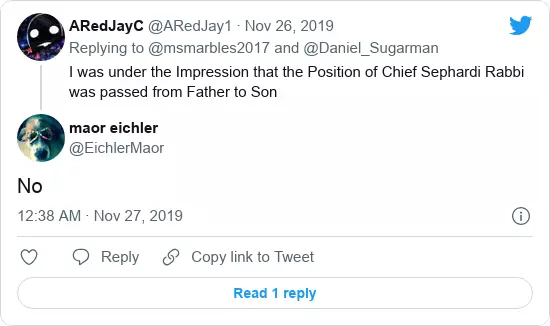 ARedJayC @ARedJay1 · Nov 26, 2019
Replying to @msmarbles2017 and @Daniel_Sugarman
I was under the Impression that the Position of Chief Sephardi Rabbi
was passed from Father to Son
maor eichler
@EichlerMaor
No
12:38 AM · Nov 27, 2019
Reply
Copy link to Tweet
Read 1 reply